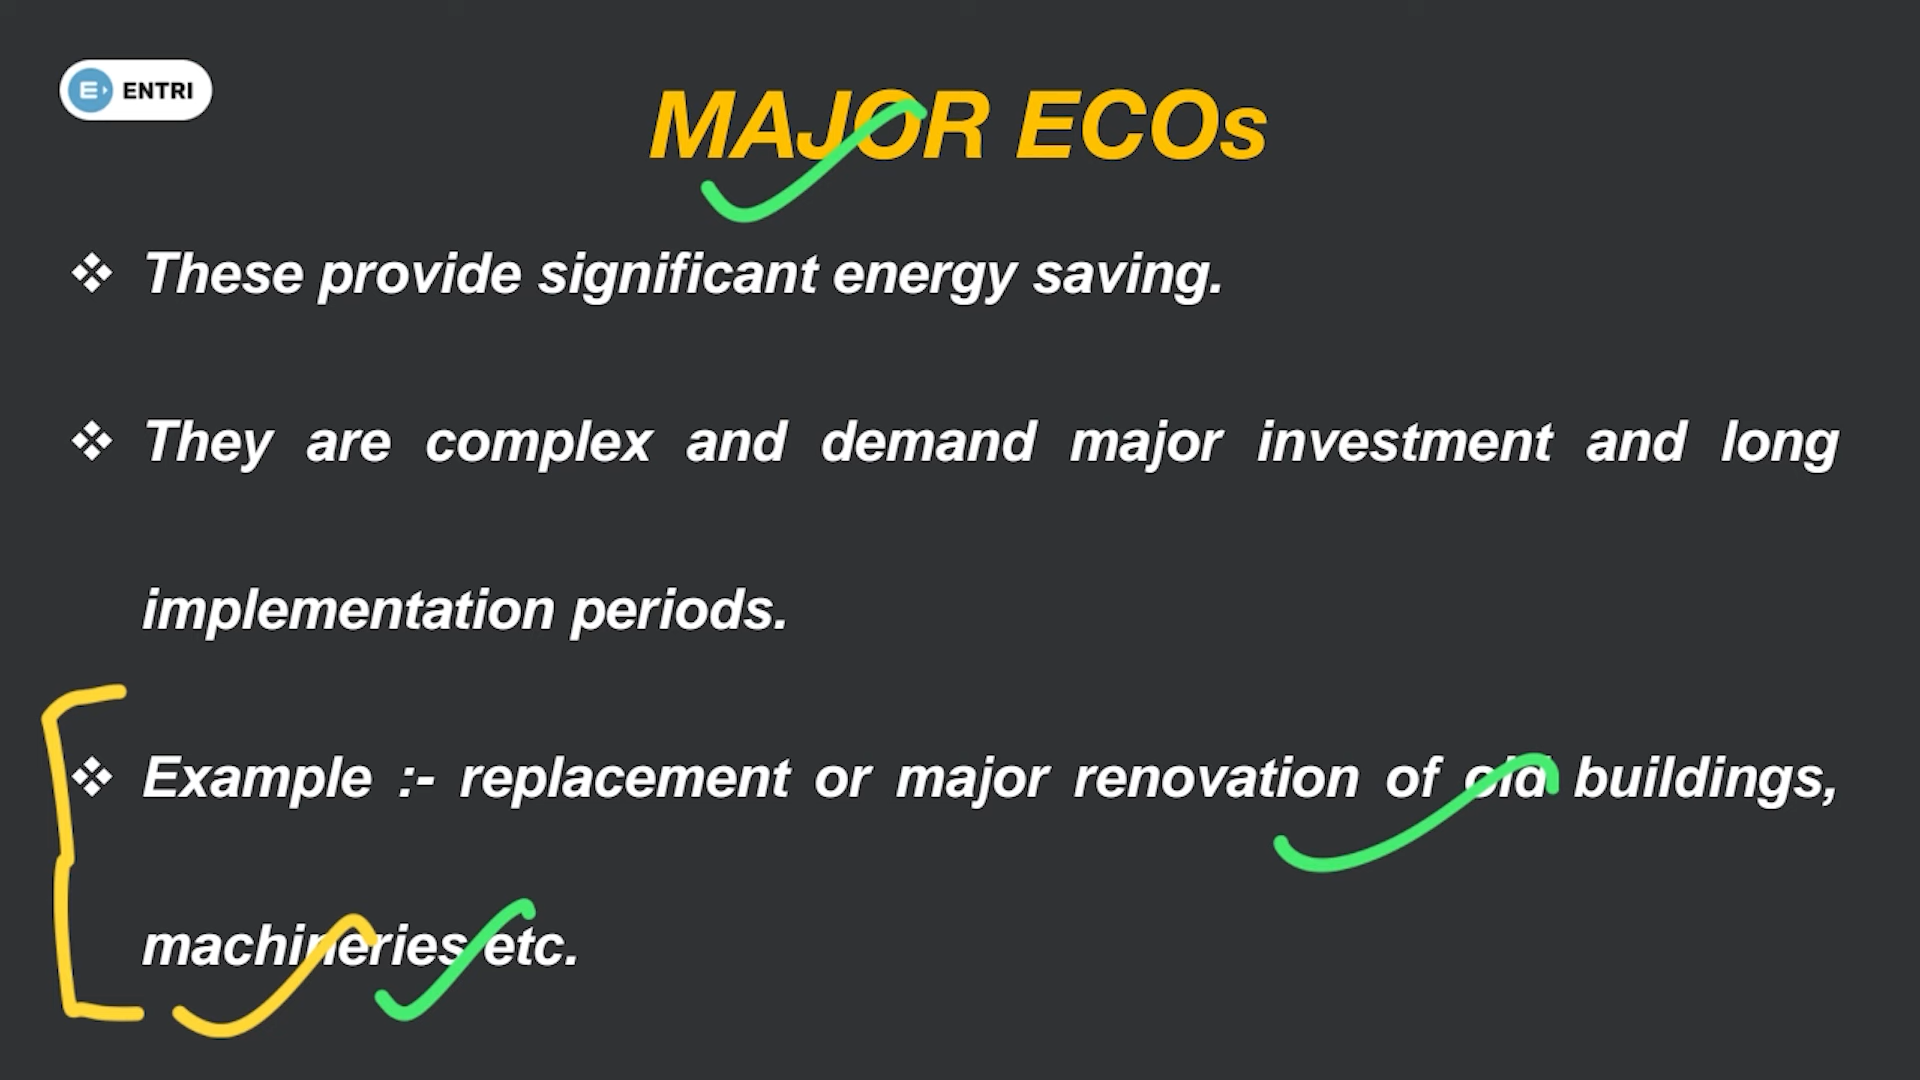 ENTRI
MAJOR ECOs
❖ These provide significant energy saving.
❖ They are complex and demand major investment and long
implementation periods.
❖ Example :- replacement or major renovation of old buildings,
machineries etc.